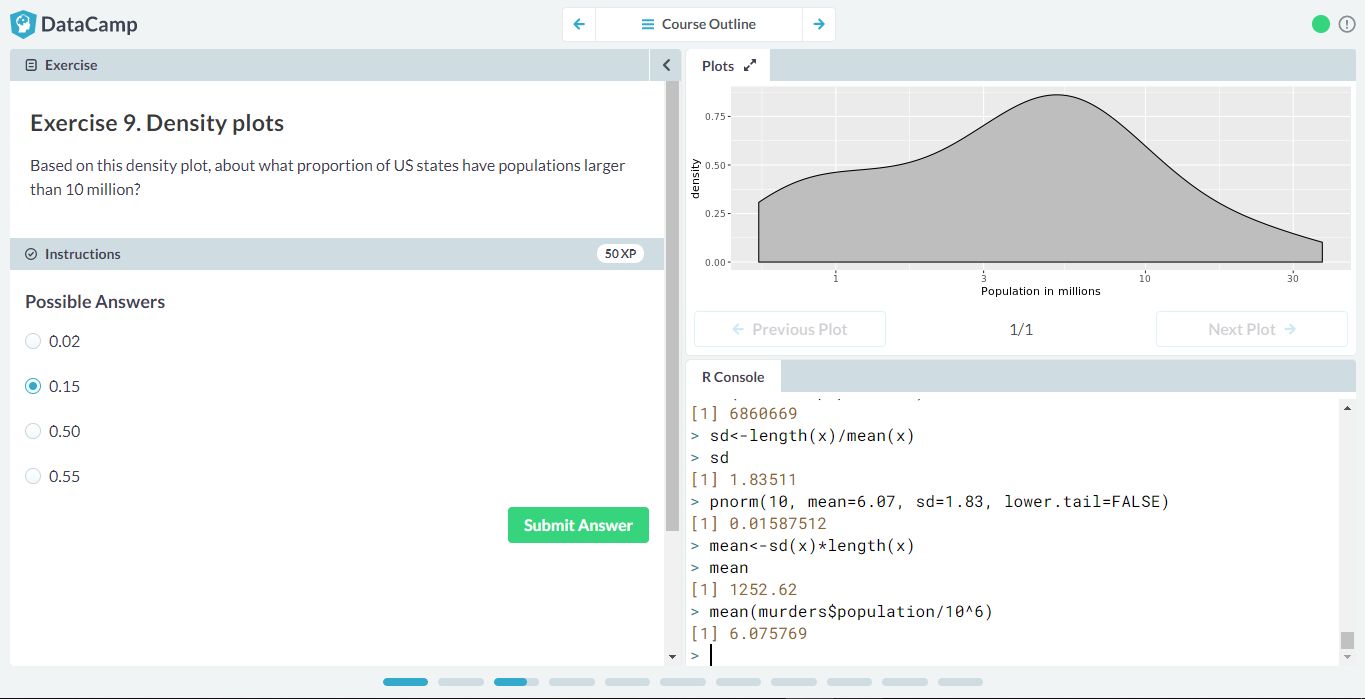 DataCamp
Course Outline
Exercise
Exercise 9. Density plots
Based on this density plot, about what proportion of US states have populations larger
than 10 million?
Instructions
50 XP
Possible Answers
0.02
0.15
0.50
0.55
Submit Answer
Plots
0.75
0.50
0.25
0.00
density
1
3
10
30
Population in millions
Previous Plot
1/1
Next Plot
R Console
[1] 6860669
> sd<-length(x)/mean(x)
> sd
[1] 1.83511
> pnorm(10, mean=6.07, sd=1.83, lower.tail=FALSE)
[1] 0.01587512
> mean<-sd(x)*length(x)
> mean
[1] 1252.62
> mean(murders$population/10^6)
[1] 6.075769
>